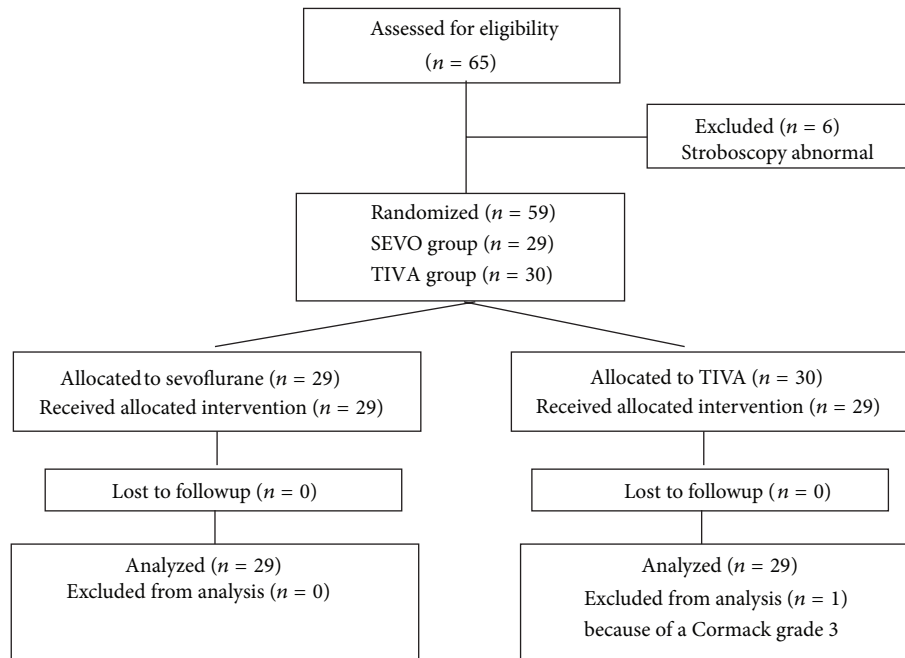 Assessed for eligibility
(n = 65)
Excluded (n = 6)
Stroboscopy abnormal
Randomized (n = 59)
SEVO group (n = 29)
TIVA group (n = 30)
Allocated to sevoflurane (n = 29)
Received allocated intervention (n = 29)
Allocated to TIVA (n = 30)
Received allocated intervention (n = 29)
Lost to followup (n = 0)
Lost to followup (n = 0)
Analyzed (n = 29)
Excluded from analysis (n = 0)
Analyzed (n = 29)
Excluded from analysis (n = 1)
because of a Cormack grade 3